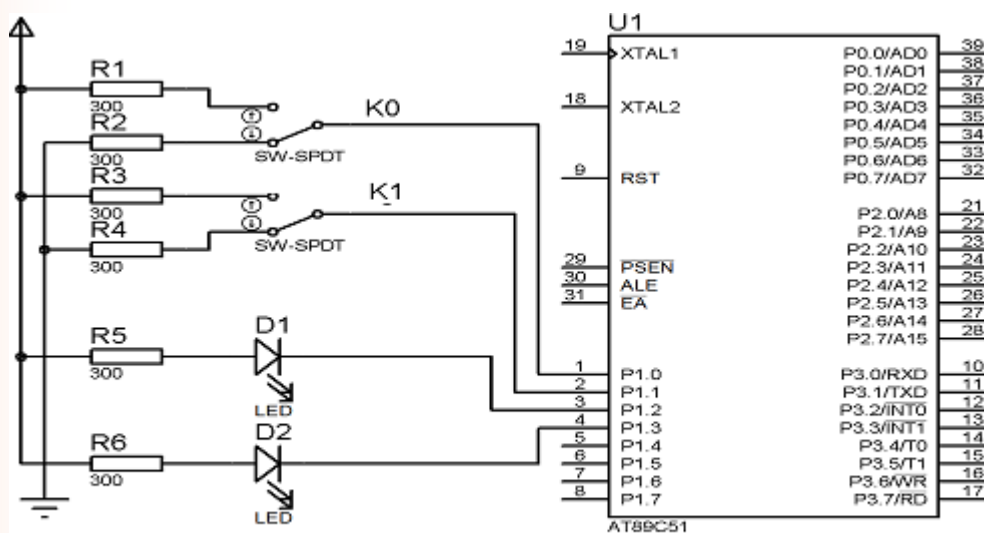 R1
300
R2
300
R3
300
R4
300
K0
SW-SPDT
K1
SW-SPDT
R5
300
D1
LED
R6
300
D2
LED
U1
19 XTAL1
18 XTAL2
9 RST
29 PSEN
30 ALE
31 EA
1 P1.0
2 P1.1
3 P1.2
4 P1.3
5 P1.4
6 P1.5
7 P1.6
8 P1.7
P0.0/AD0 39
P0.1/AD1 38
P0.2/AD2 37
P0.3/AD3 36
P0.4/AD4 35
P0.5/AD5 34
P0.6/AD6 33
P0.7/AD7 32
P2.0/A8 21
P2.1/A9 22
P2.2/A10 23
P2.3/A11 24
P2.4/A12 25
P2.5/A13 26
P2.6/A14 27
P2.7/A15 28
P3.0/RXD 10
P3.1/TXD 11
P3.2/INT0 12
P3.3/INT1 13
P3.4/T0 14
P3.5/T1 15
P3.6/WR 16
P3.7/RD 17
AT89C51